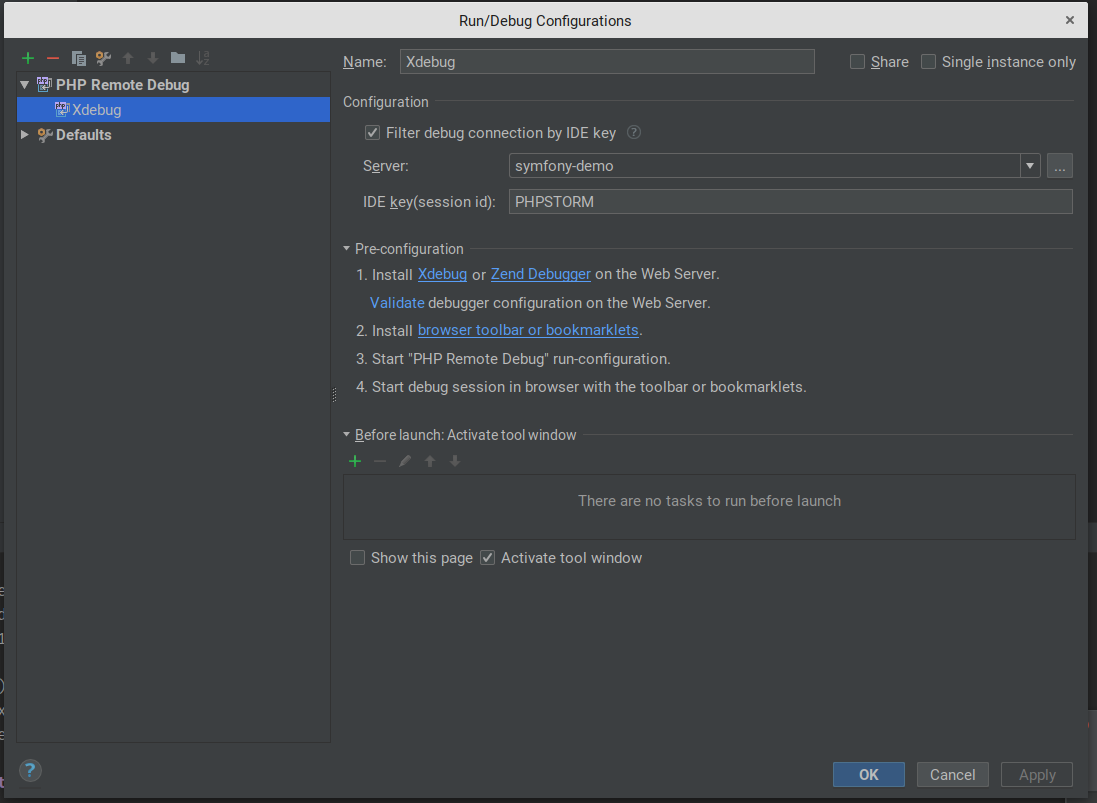 Run/Debug Configurations
Name: Xdebug Share Single instance only
PHP Remote Debug
Xdebug
Defaults
Configuration
Filter debug connection by IDE key ?
Server: symfony-demo ...
IDE key(session id): PHPSTORM
Pre-configuration
1. Install Xdebug or Zend Debugger on the Web Server.
Validate debugger configuration on the Web Server.
2. Install browser toolbar or bookmarklets.
3. Start "PHP Remote Debug" run-configuration.
4. Start debug session in browser with the toolbar or bookmarklets.
Before launch: Activate tool window
There are no tasks to run before launch
Show this page Activate tool window
? OK Cancel Apply